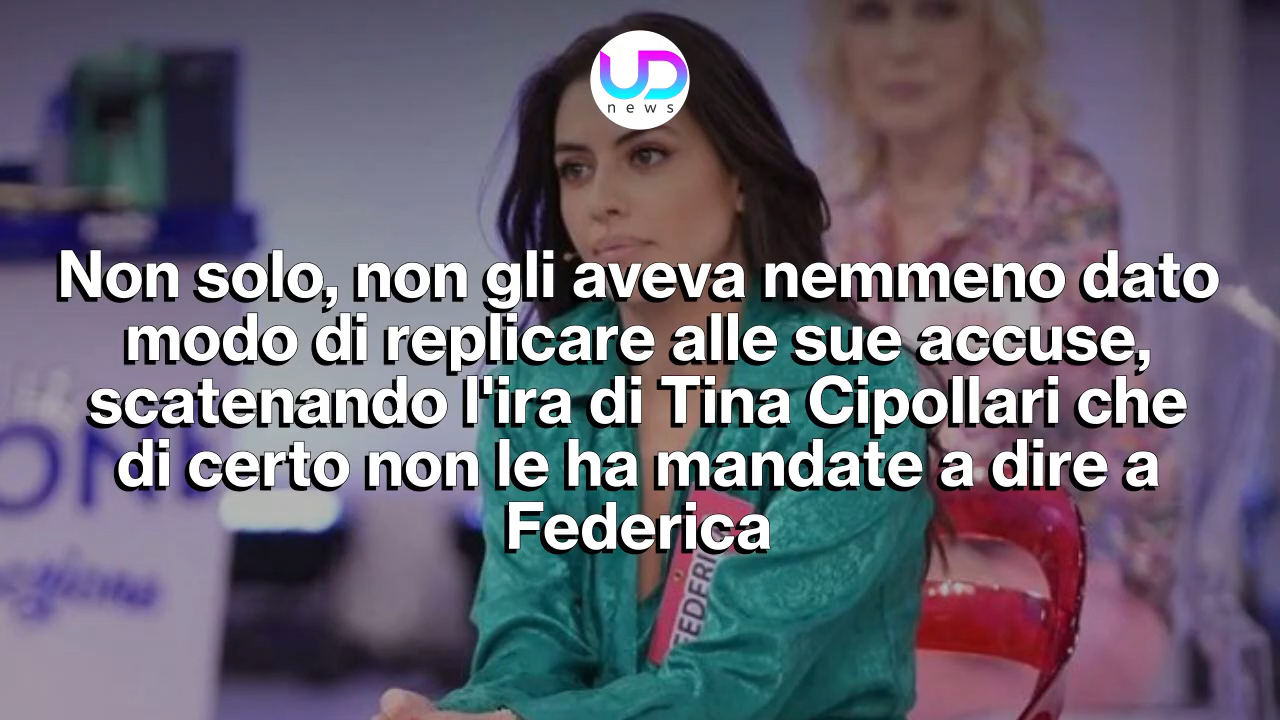 UD
news
Non solo, non gli aveva nemmeno dato
modo di replicare alle sue accuse,
scatenando l'ira di Tina Cipollari che
di certo non le ha mandate a dire a
Federica